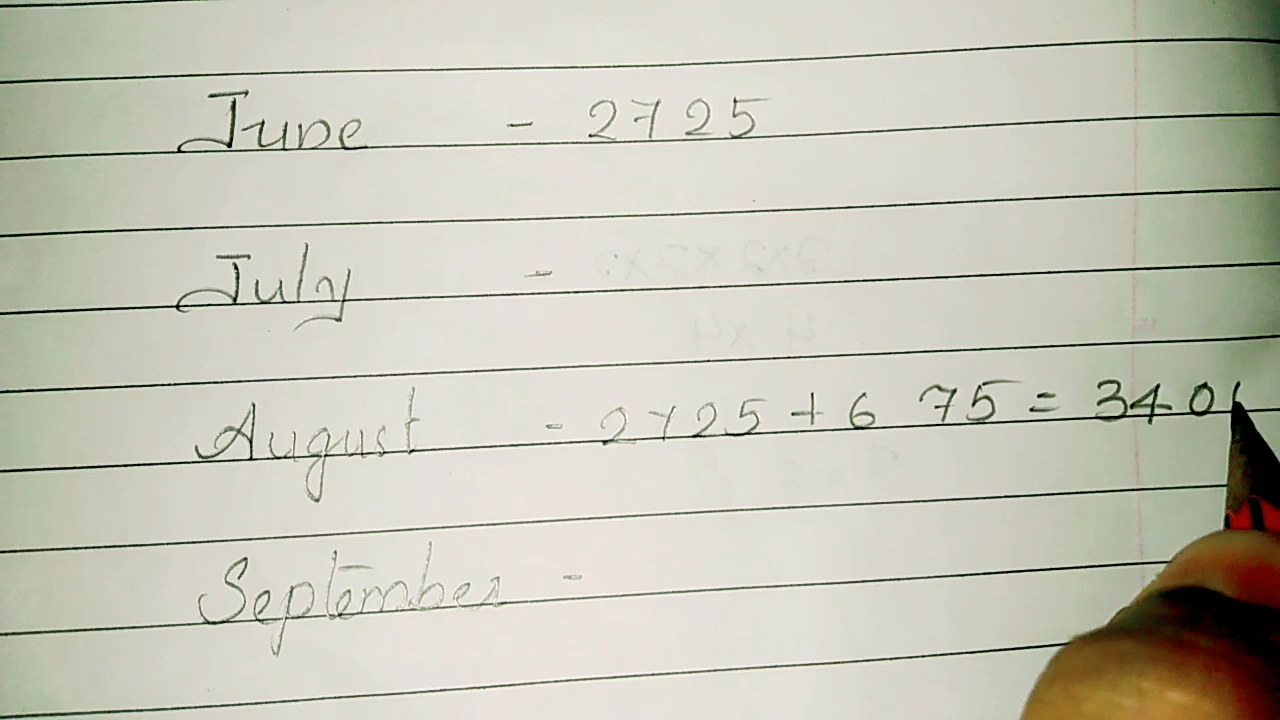 June - 2725
July -
August - 2725 + 675 = 340
September -